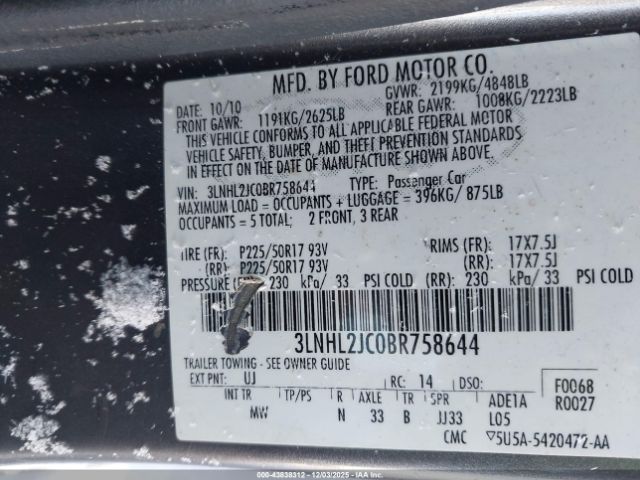 MFD. BY FORD MOTOR CO.
10/10 GVWR: 2199KG/4848LB
FRONT GAWR: 1191KG/2625LB REAR GAWR: 1008KG/2223LB
THIS VEHICLE CONFORMS TO ALL APPLICABLE FEDERAL MOTOR
VEHICLE SAFETY, BUMPER, AND THEFT PREVENTION STANDARDS
IN EFFECT ON THE DATE OF MANUFACTURE SHOWN ABOVE.
VIN: 3LNHL2JC0BR758644 TYPE: Passenger Car
MAXIMUM LOAD = OCCUPANTS + LUGGAGE = 396KG/ 875LB
OCCUPANTS = 5 TOTAL; 2 FRONT, 3 REAR
TIRE (FR): P225/50R17 93V RIMS (FR): 17X7.5J
(RR): P225/50R17 93V (RR): 17X7.5J
PRESSURE 230 kPa/ 33 PSI COLD (RR): 230 kPa/ 33 PSI COLD
3LNHL2JC0BR758644
TRAILER TOWING - SEE OWNER GUIDE
EXT PNT: UJ RC: 14 DSO: F0068
INT TR TP/PS R AXLE TR SPR ADE1A R0027
MW N 33 B JJ33 L05
CMC 5U5A-5420472-AA
000-43838312 - 12/03/2025 -